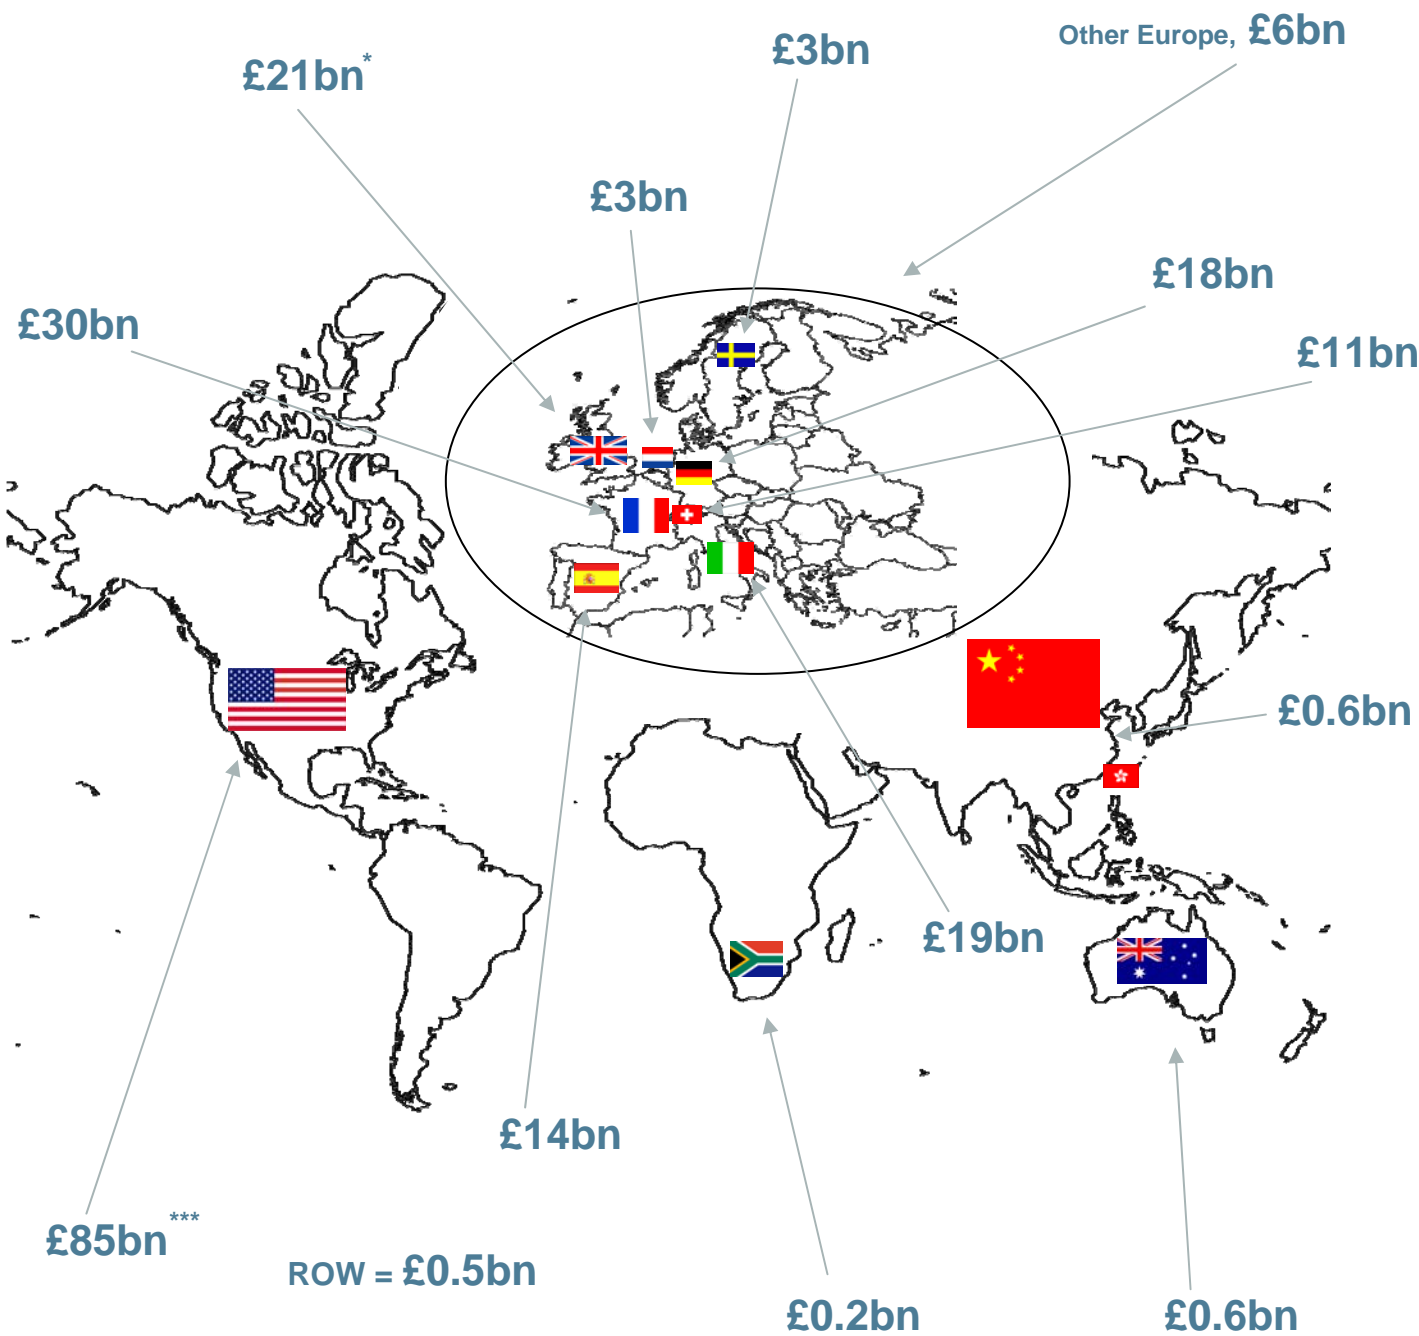 £3bn
Other Europe, £6bn
£21bn*
£3bn
£18bn
£30bn
£11bn
£0.6bn
£19bn
£14bn
£85bn***
ROW = £0.5bn
£0.2bn
£0.6bn